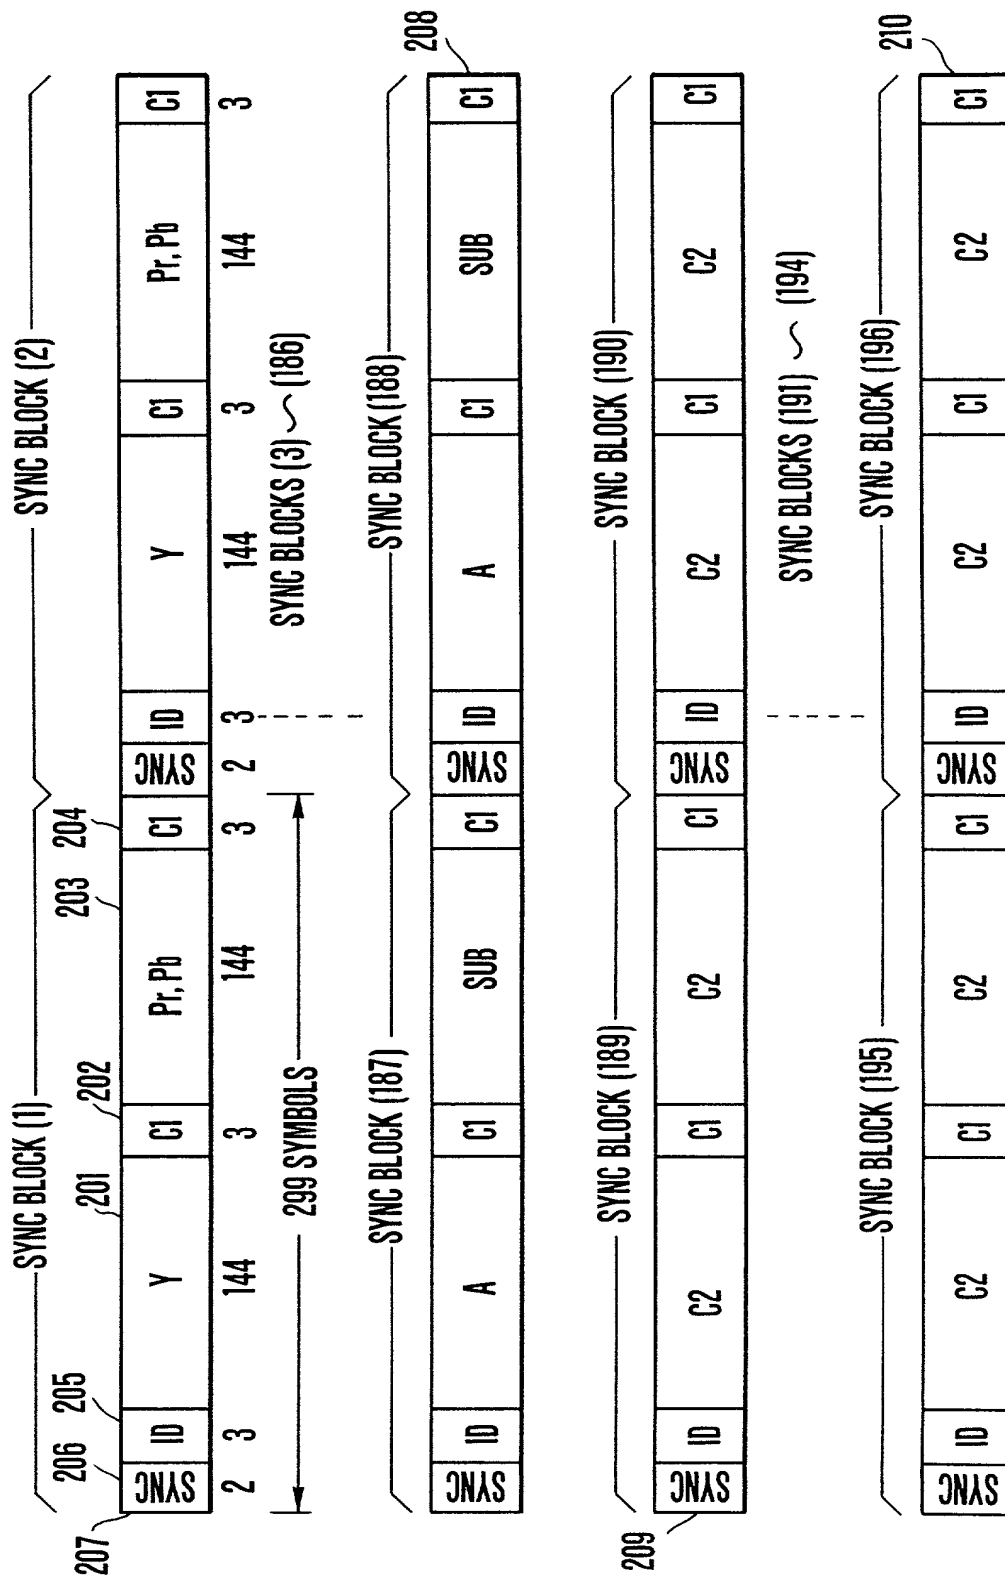 SYNC BLOCK (1) SYNC BLOCK (2)
207 206 205 201 202 203 204
SYNC ID Y C1 Pr, Pb C1 SYNC ID Y C1 Pr, Pb C1
2 3 144 3 144 3 2 3 144 3 144 3
299 SYMBOLS
SYNC BLOCKS (3) ~ (186)
SYNC BLOCK (187) SYNC BLOCK (188)
SYNC ID A C1 SUB C1 SYNC ID A C1 SUB C1
208
SYNC BLOCK (189) SYNC BLOCK (190)
209
SYNC ID C2 C1 C2 C1 SYNC ID C2 C1 C2 C1
SYNC BLOCKS (191) ~ (194)
SYNC BLOCK (195) SYNC BLOCK (196)
SYNC ID C2 C1 C2 C1 SYNC ID C2 C1 C2 C1
210